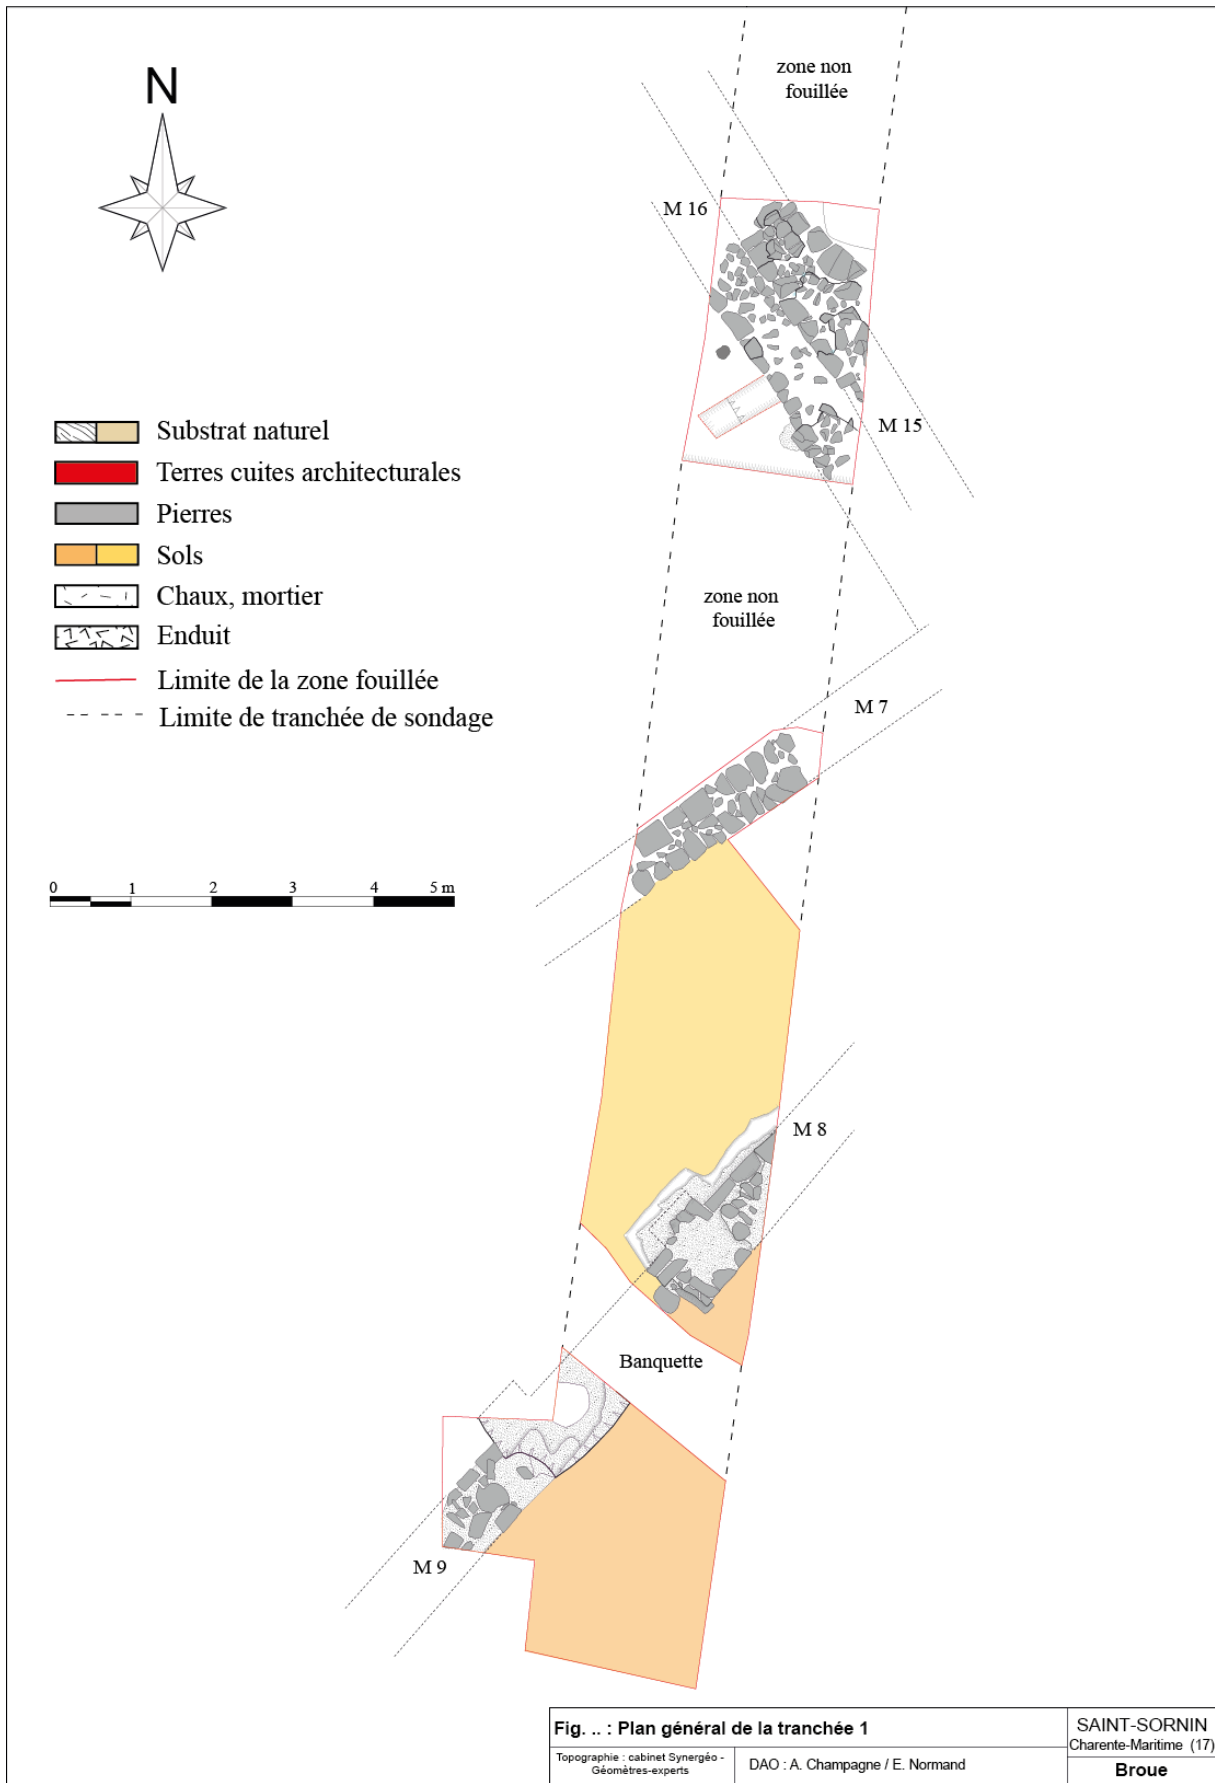 zone non
fouillée
N
M 16
M 15
Substrat naturel
Terres cuites architecturales
Pierres
Sols
Chaux, mortier
Enduit
Limite de la zone fouillée
Limite de tranchée de sondage
zone non
fouillée
M 7
0 1 2 3 4 5 m
M 8
Banquette
M 9
Fig. .. : Plan général de la tranchée 1
Topographie : cabinet Synergéo -
Géomètres-experts
DAO : A. Champagne / E. Normand
SAINT-SORNIN
Charente-Maritime (17)
Broue